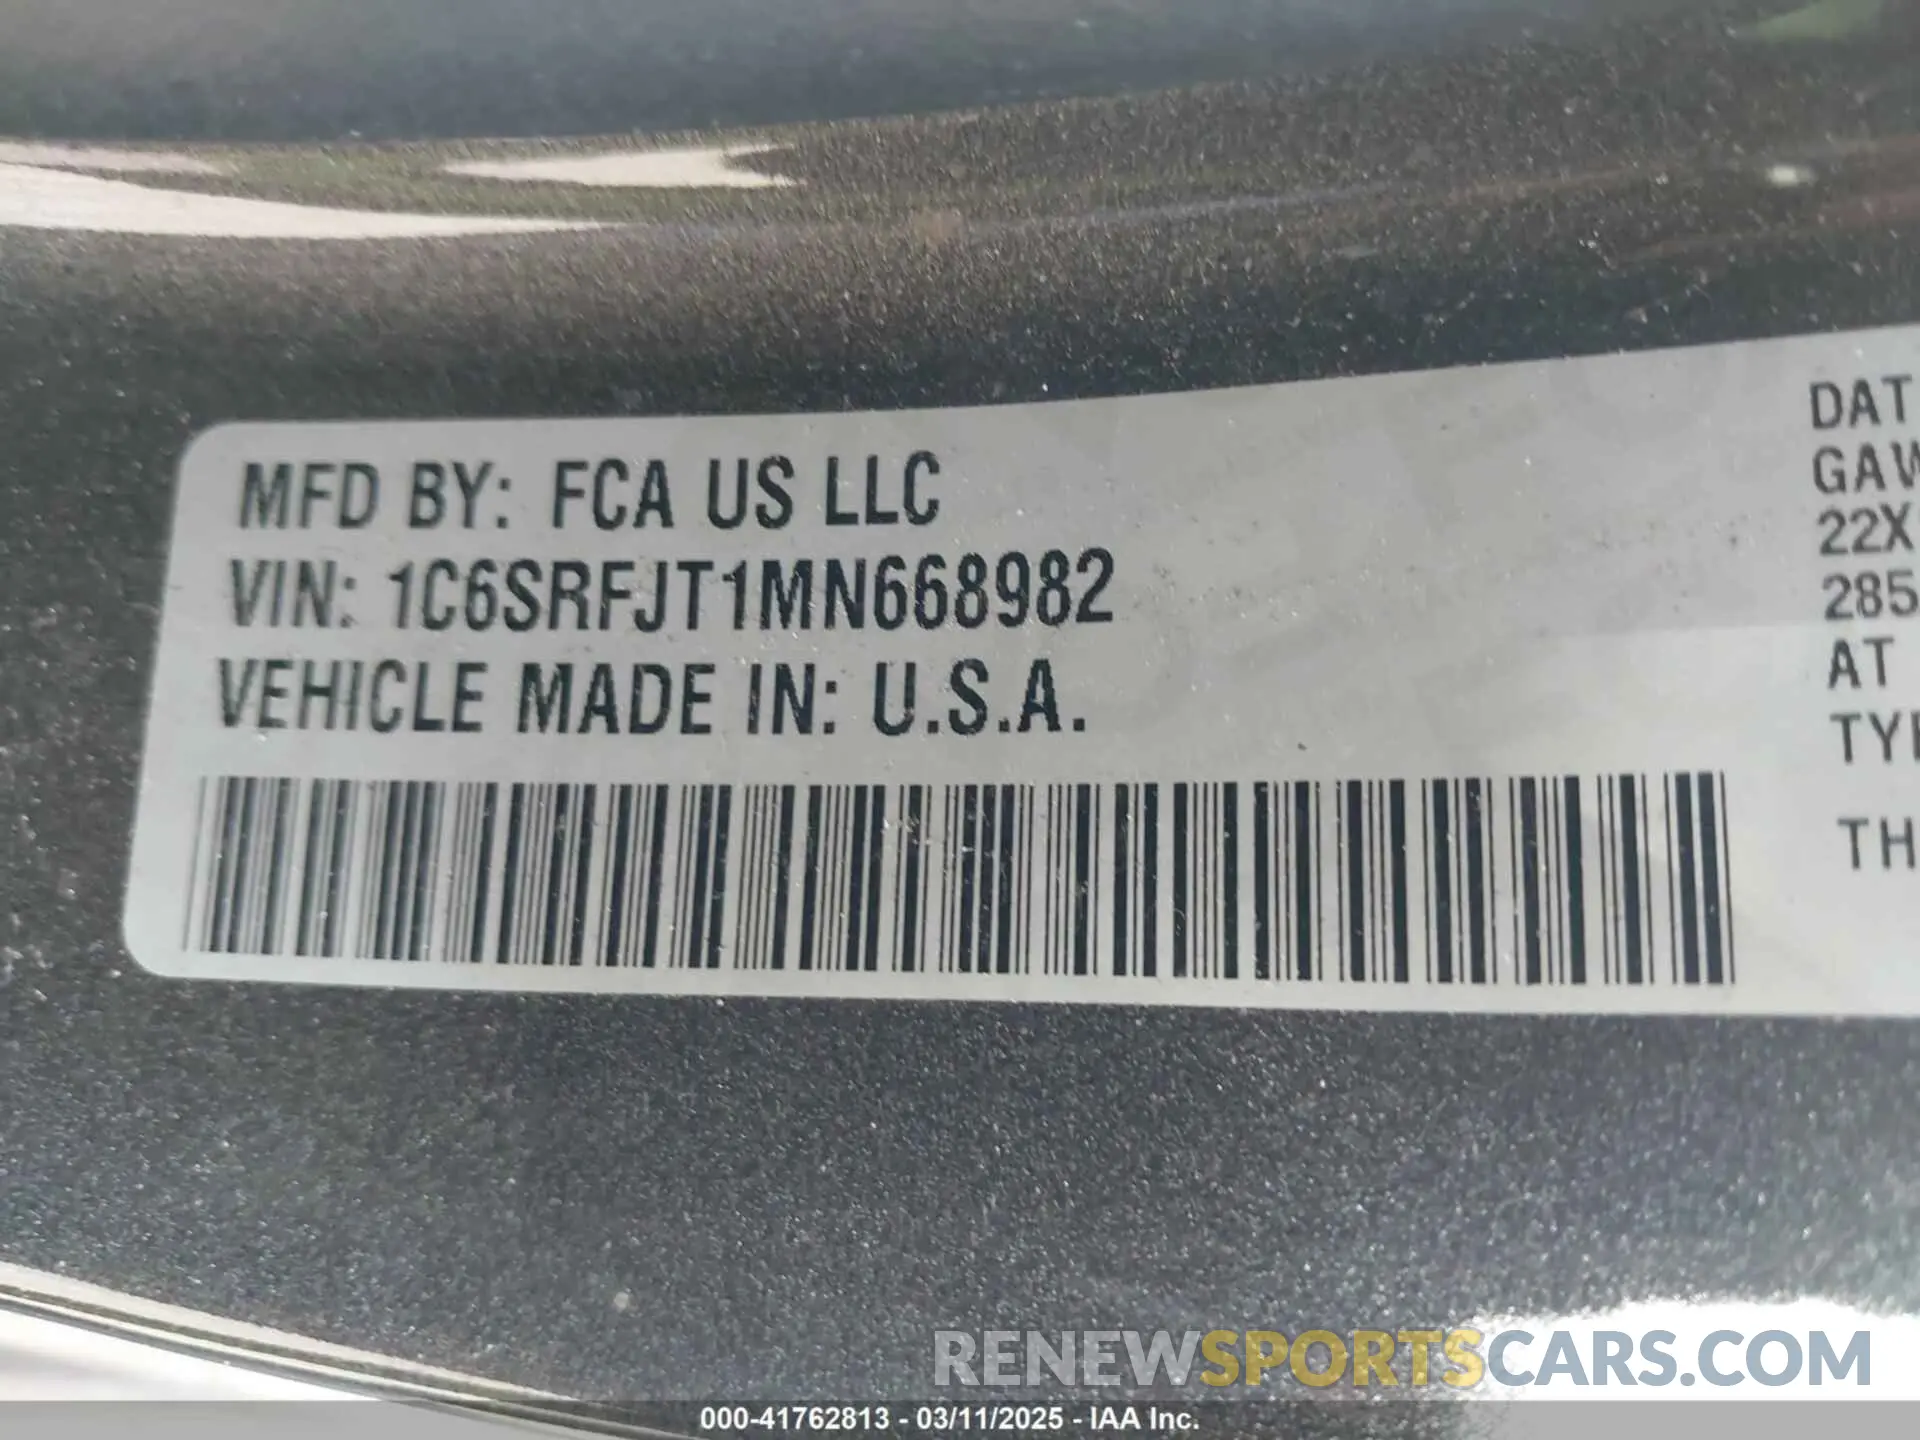 MFD BY: FCA US LLC
VIN: 1C6SRFJT1MN668982
VEHICLE MADE IN: U.S.A.
DAT
GAW
22X
285
AT
TYP
TH
RENEWSPORTSCARS.COM
000-41762813 - 03/11/2025 - IAA Inc.